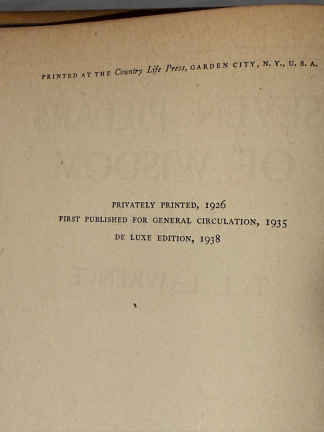 PRINTED AT THE Country Life Press, GARDEN CITY, N. Y., U. S. A.
PRIVATELY PRINTED, 1926
FIRST PUBLISHED FOR GENERAL CIRCULATION, 1935
DE LUXE EDITION, 1938